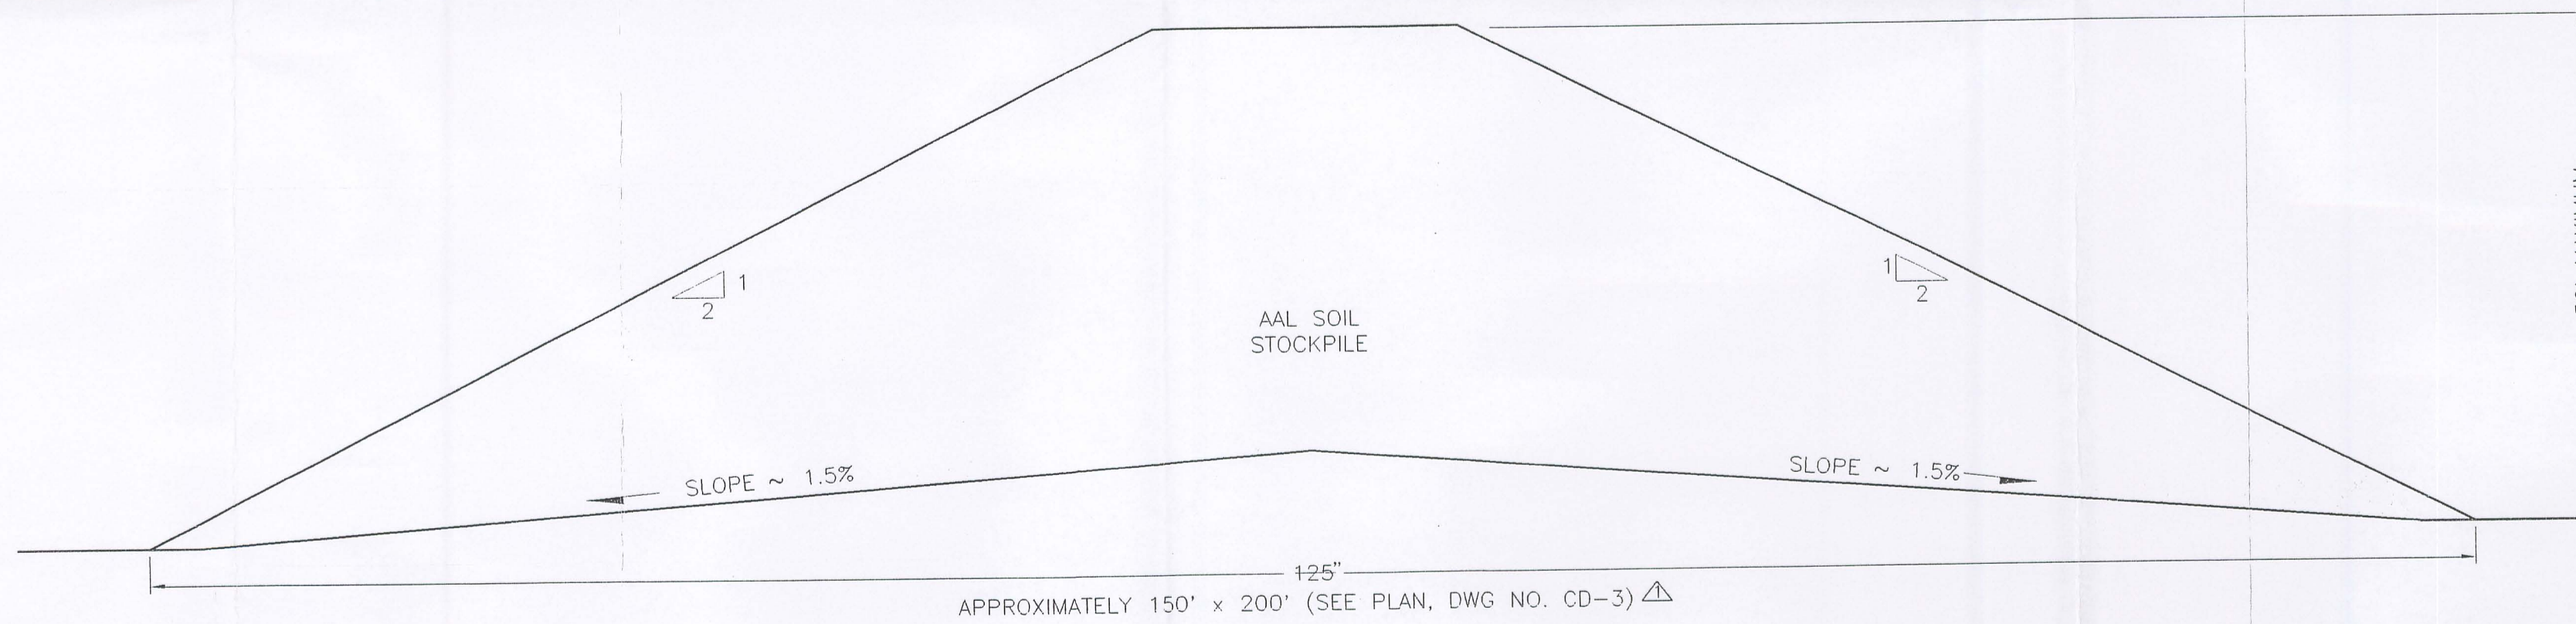 1
2
1
2
AAL SOIL
STOCKPILE
SLOPE ~ 1.5%
SLOPE ~ 1.5%
125"
APPROXIMATELY 150' x 200' (SEE PLAN, DWG NO. CD-3) 1